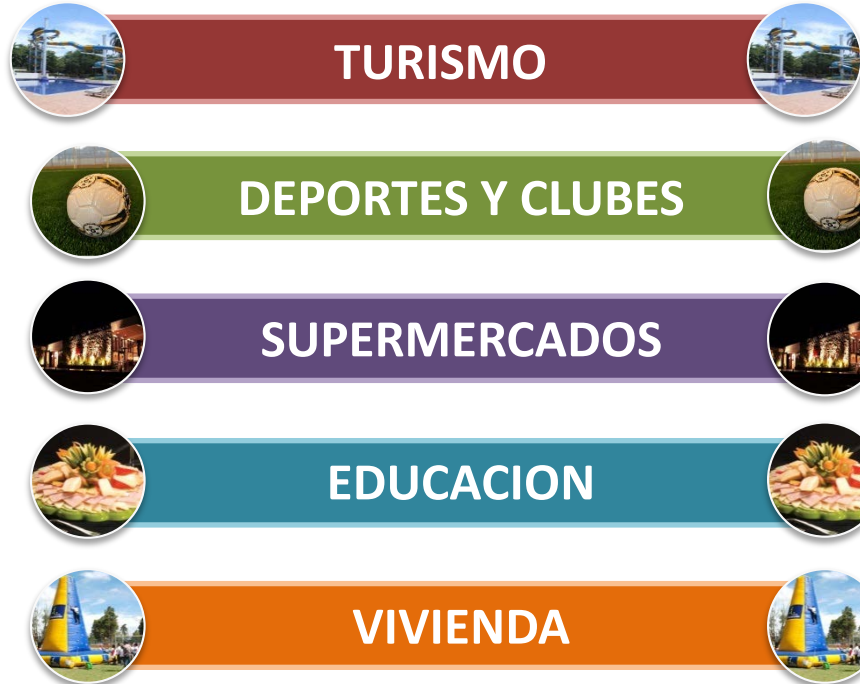 TURISMO
DEPORTES Y CLUBES
SUPERMERCADOS
EDUCACION
VIVIENDA